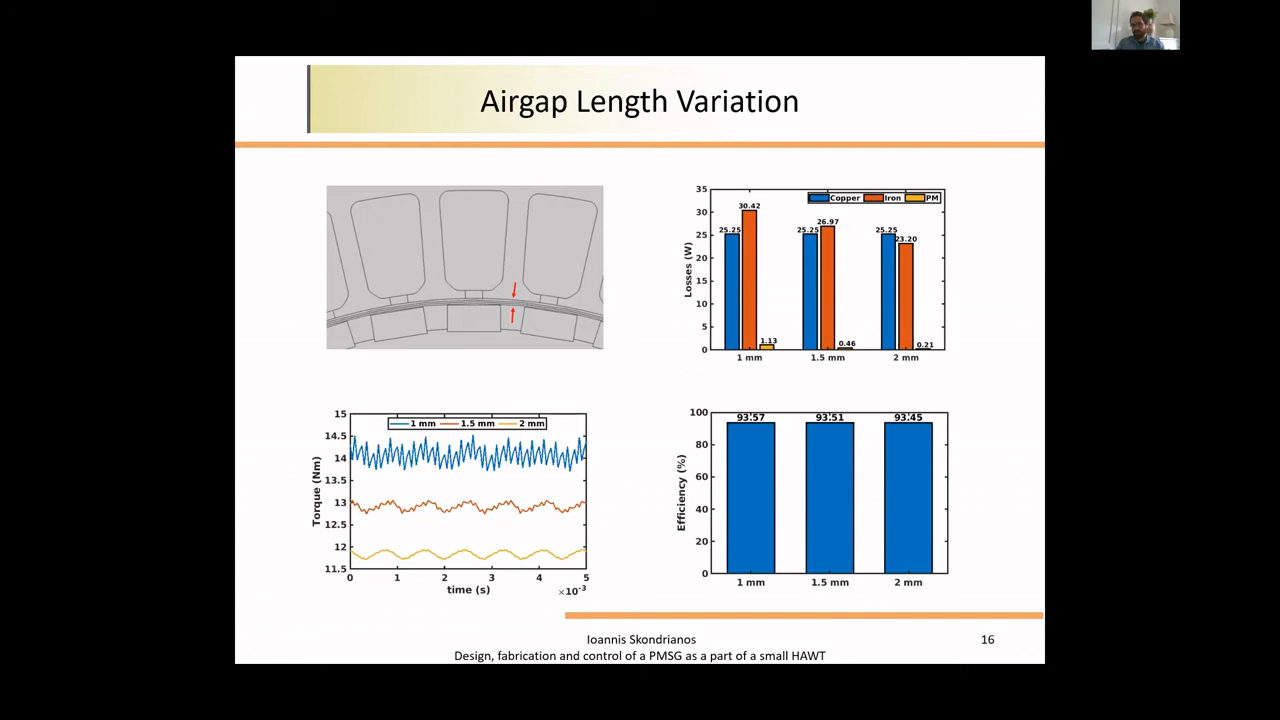 Airgap Length Variation
35
30
25
20
15
10
5
0
Losses (W)
Copper Iron PM
30.42
25.25
1.13
25.25
26.97
0.46
25.25
23.20
0.21
1 mm 1.5 mm 2 mm
15
14.5
14
13.5
13
12.5
12
11.5
Torque (Nm)
1 mm 1.5 mm 2 mm
0 1 2 3 4 5
time (s)
×10-3
100
80
60
40
20
0
Efficiency (%)
93.57 93.51 93.45
1 mm 1.5 mm 2 mm
Ioannis Skondrianos
16
Design, fabrication and control of a PMSG as a part of a small HAWT